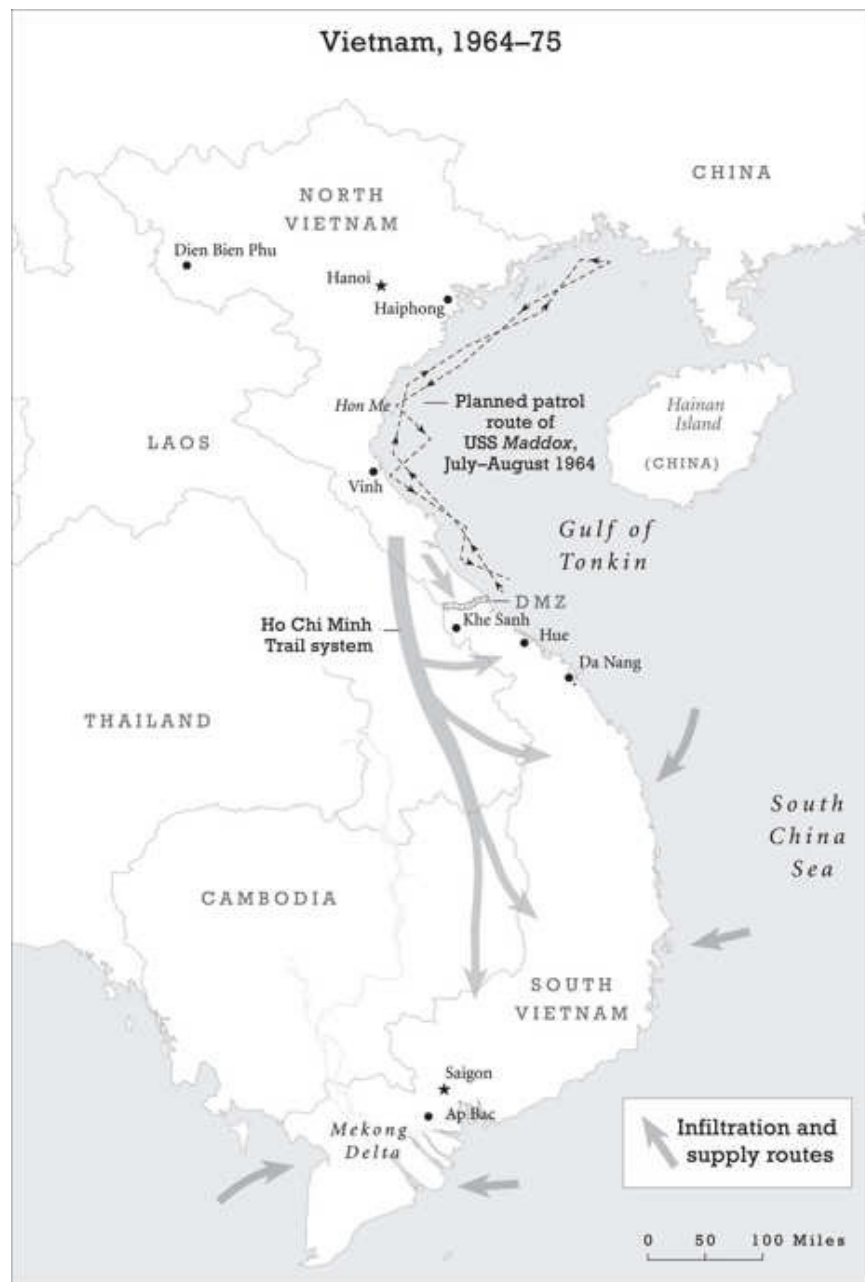 Vietnam, 1964–75
CHINA
NORTH
VIETNAM
Dien Bien Phu
Hanoi
Haiphong
Hon Me
Planned patrol
route of
USS Maddox,
July–August 1964
Hainan
Island
(CHINA)
LAOS
Vinh
Gulf of
Tonkin
DMZ
Khe Sanh
Ho Chi Minh
Trail system
Hue
Da Nang
THAILAND
South
China
Sea
CAMBODIA
SOUTH
VIETNAM
Saigon
Ap Bac
Mekong
Delta
Infiltration and
supply routes
0 50 100 Miles